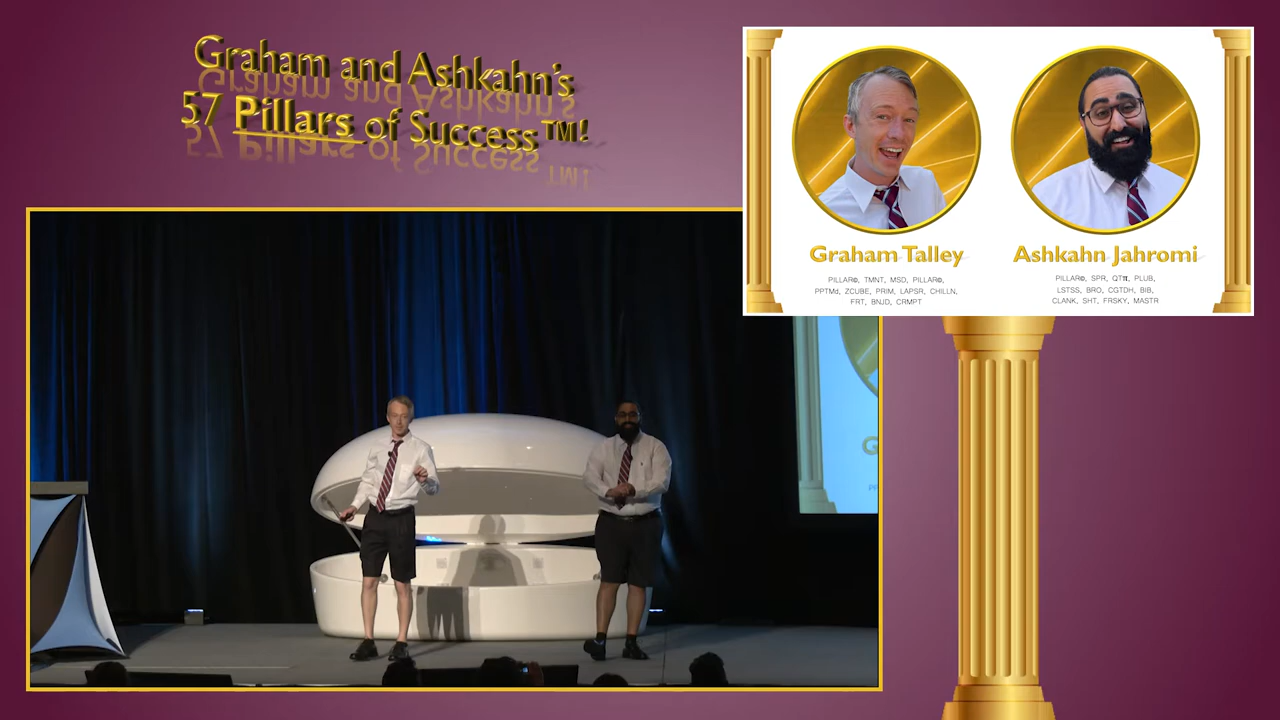 Graham and Ashkahn's
57 Pillars of Success™!
Graham Talley
PILLAR©, TMNT, MSD, PILLAR©,
PPTMd, ZCUBE, PRIM, LAPSR, CHILLN,
FRT, BNJD, CRMPT
Ashkahn Jahromi
PILLAR©, SPR, QTπ, PLUB,
LSTSS, BRO, CGTDH, BIB,
CLANK, SHT, FRSKY, MASTR